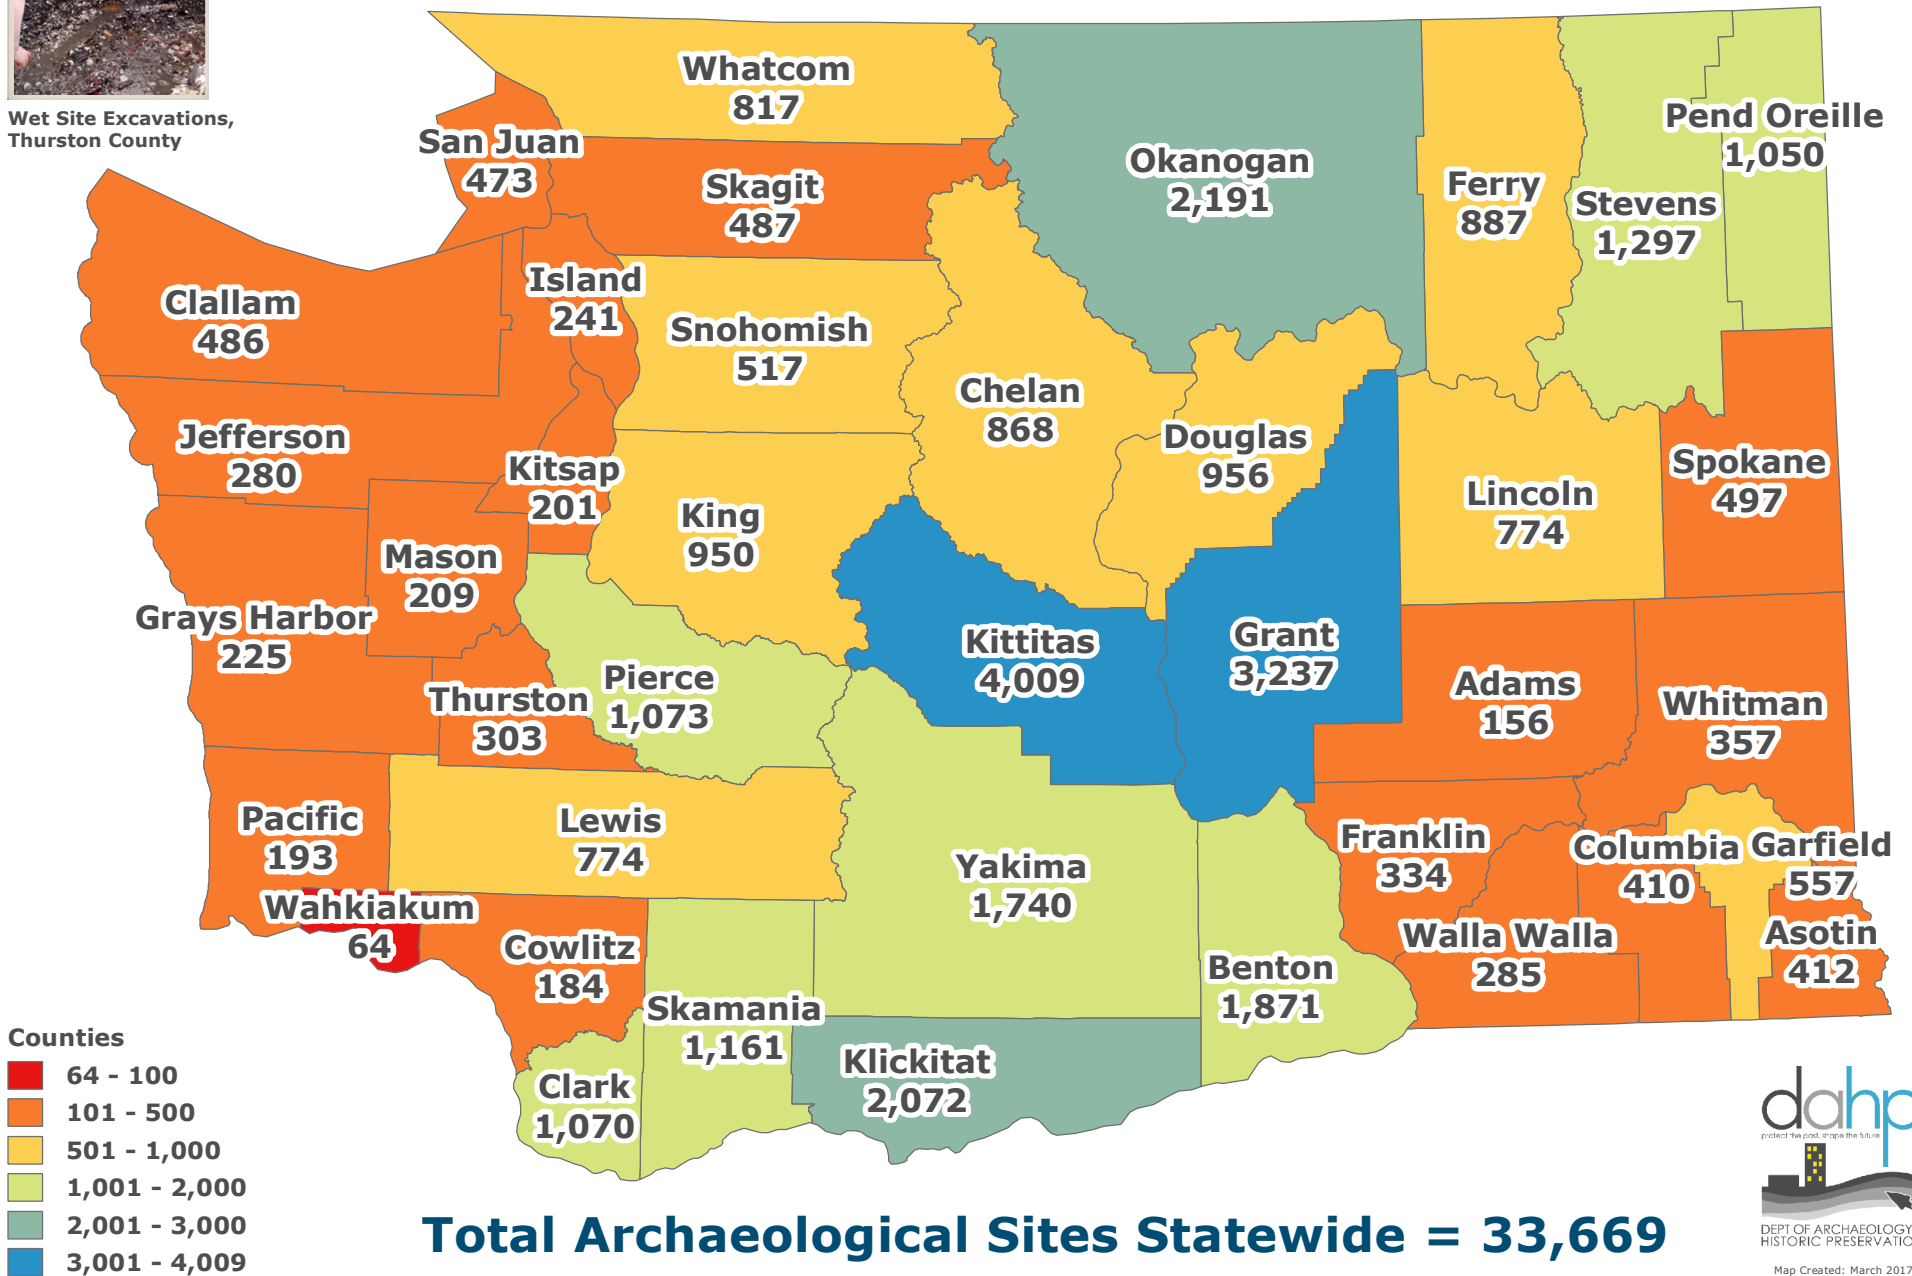 Wet Site Excavations,
Thurston County
Whatcom
817
San Juan
473
Skagit
487
Okanogan
2,191
Ferry
887
Stevens
1,297
Pend Oreille
1,050
Clallam
486
Island
241
Snohomish
517
Chelan
868
Douglas
956
Jefferson
280
Kitsap
201
King
950
Lincoln
774
Spokane
497
Mason
209
Grays Harbor
225
Thurston
303
Pierce
1,073
Kittitas
4,009
Grant
3,237
Adams
156
Whitman
357
Pacific
193
Lewis
774
Yakima
1,740
Franklin
334
Columbia
410
Garfield
557
Wahkiakum
64
Cowlitz
184
Skamania
1,161
Benton
1,871
Walla Walla
285
Asotin
412
Clark
1,070
Klickitat
2,072
Counties
64 - 100
101 - 500
501 - 1,000
1,001 - 2,000
2,001 - 3,000
3,001 - 4,009
Total Archaeological Sites Statewide = 33,669
dahp
protect the past, shape the future
DEPT OF ARCHAEOLOGY
HISTORIC PRESERVATIO
Map Created: March 2017